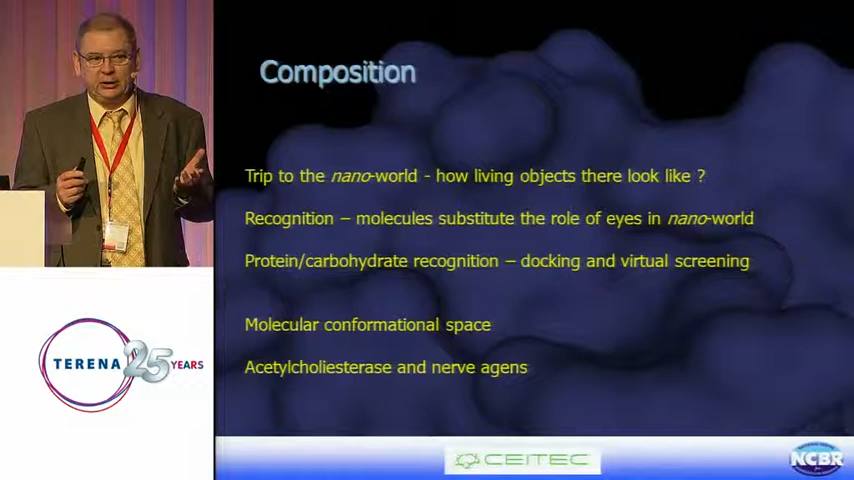 Composition
Trip to the nano-world - how living objects there look like ?
Recognition – molecules substitute the role of eyes in nano-world
Protein/carbohydrate recognition – docking and virtual screening
Molecular conformational space
Acetylcholiesterase and nerve agens
TERENA 25 YEARS
CEITEC
NCBR